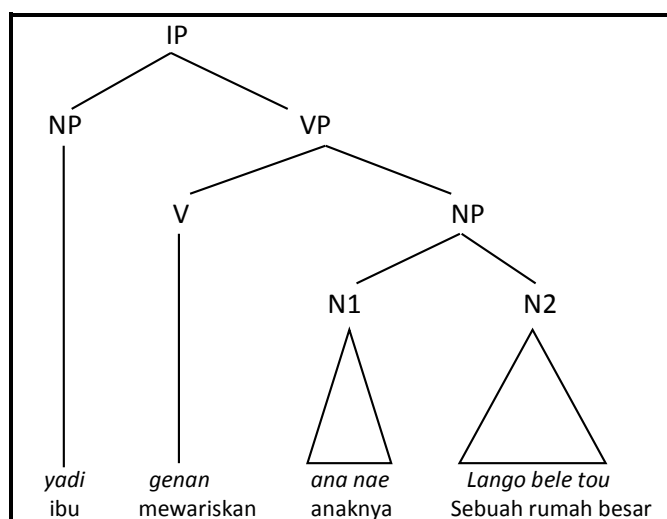 IP
NP VP
V NP
N1 N2
yadi genan ana nae Lango bele tou
ibu mewariskan anaknya Sebuah rumah besar